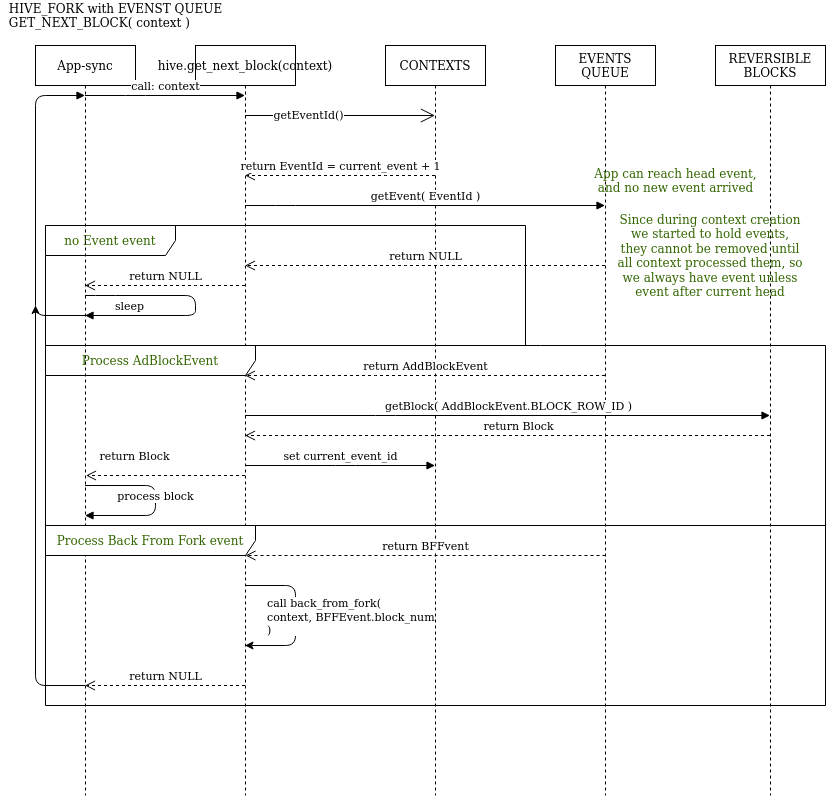 HIVE_FORK with EVENST QUEUE
GET_NEXT_BLOCK( context )
App-sync
hive.get_next_block(context)
CONTEXTS
EVENTS
QUEUE
REVERSIBLE
BLOCKS
call: context
getEventId()
return EventId = current_event + 1
App can reach head event,
and no new event arrived
getEvent( EventId )
Since during context creation
we started to hold events,
they cannot be removed until
all context processed them, so
we always have event unless
event after current head
no Event event
return NULL
return NULL
sleep
Process AdBlockEvent
return AddBlockEvent
getBlock( AddBlockEvent.BLOCK_ROW_ID )
return Block
return Block
set current_event_id
process block
Process Back From Fork event
return BFFvent
call back_from_fork(
context, BFFEvent.block_num
)
return NULL